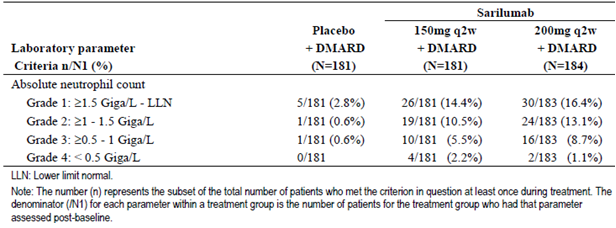 Sarilumab
Placebo 150mg q2w 200mg q2w
Laboratory parameter + DMARD + DMARD + DMARD
Criteria n/N1 (%) (N=181) (N=181) (N=184)
Absolute neutrophil count
Grade 1: ≥1.5 Giga/L - LLN 5/181 (2.8%) 26/181 (14.4%) 30/183 (16.4%)
Grade 2: ≥1 - 1.5 Giga/L 1/181 (0.6%) 19/181 (10.5%) 24/183 (13.1%)
Grade 3: ≥0.5 - 1 Giga/L 1/181 (0.6%) 10/181 (5.5%) 16/183 (8.7%)
Grade 4: < 0.5 Giga/L 0/181 4/181 (2.2%) 2/183 (1.1%)
LLN: Lower limit normal.
Note: The number (n) represents the subset of the total number of patients who met the criterion in question at least once during treatment. The
denominator (/N1) for each parameter within a treatment group is the number of patients for the treatment group who had that parameter
assessed post-baseline.